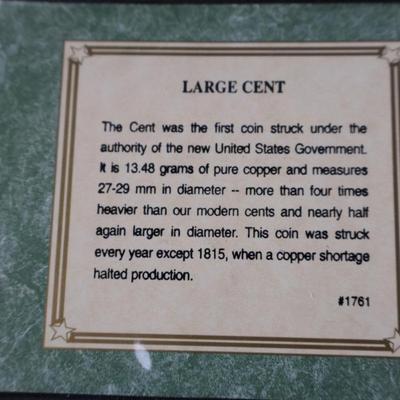 LARGE CENT
The Cent was the first coin struck under the
authority of the new United States Government.
It is 13.48 grams of pure copper and measures
27-29 mm in diameter -- more than four times
heavier than our modern cents and nearly half
again larger in diameter. This coin was struck
every year except 1815, when a copper shortage
halted production.
#1761